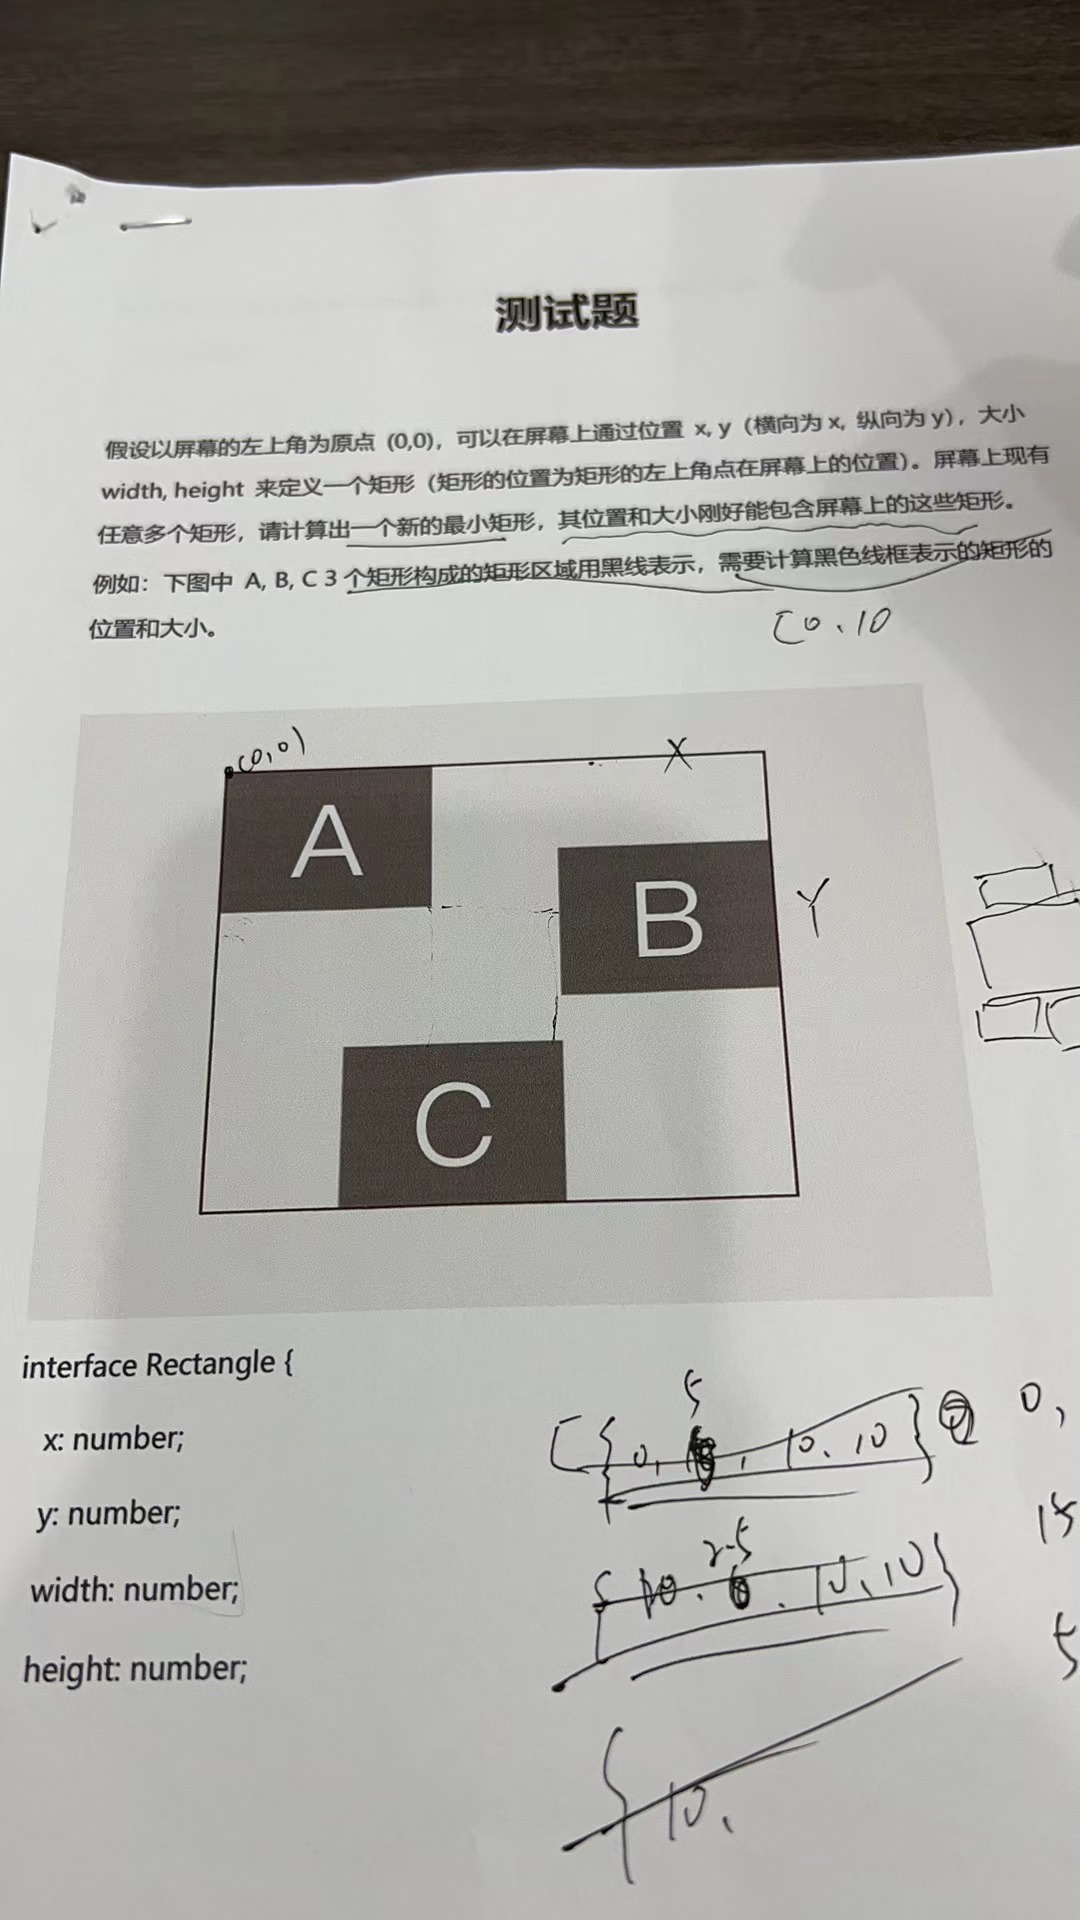 测试题
假设以屏幕的左上角为原点 (0,0)，可以在屏幕上通过位置 x, y（横向为 x, 纵向为 y），大小
width, height 来定义一个矩形（矩形的位置为矩形的左上角点在屏幕上的位置）。屏幕上现有
任意多个矩形，请计算出一个新的最小矩形，其位置和大小刚好能包含屏幕上的这些矩形。
例如：下图中 A, B, C 3 个矩形构成的矩形区域用黑线表示，需要计算黑色线框表示的矩形的
位置和大小。
[0、10
(0,0)
X
A
B
Y
C
interface Rectangle {
x: number;
y: number;
width: number;
height: number;
5
[{0, , 10、10}
0,
15
{10、 、10、10}
5
{10、